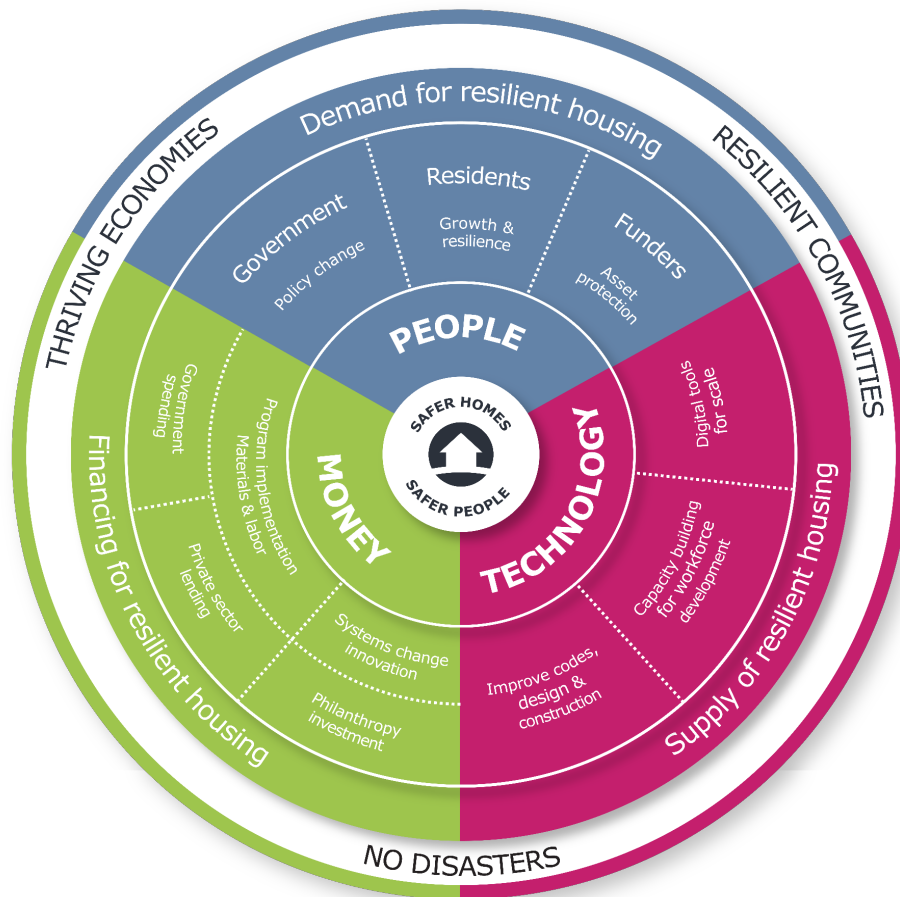 THRIVING ECONOMIES
RESILIENT COMMUNITIES
NO DISASTERS
Demand for resilient housing
Government
Policy change
Residents
Growth &
resilience
Funders
Asset
protection
PEOPLE
SAFER HOMES
SAFER PEOPLE
TECHNOLOGY
Digital tools
for scale
Capacity building
for workforce
development
Improve codes,
design &
construction
Supply of resilient housing
MONEY
Government
spending
Program implementation
Materials & labor
Private sector
lending
Systems change
innovation
Philanthropy
investment
Financing for resilient housing